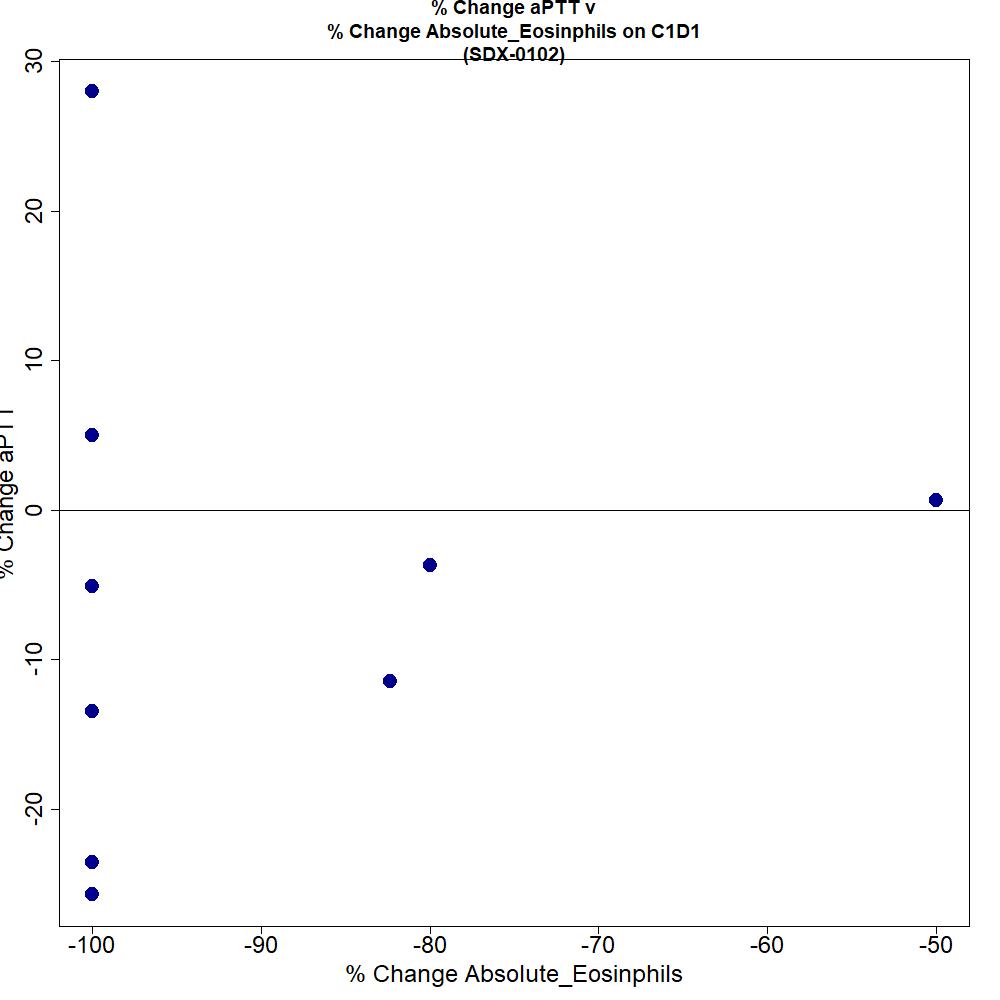 % Change aPTT v
% Change Absolute_Eosinphils on C1D1
(SDX-0102)
30
20
10
0
-10
-20
% Change aPTT
-100
-90
-80
-70
-60
-50
% Change Absolute_Eosinphils